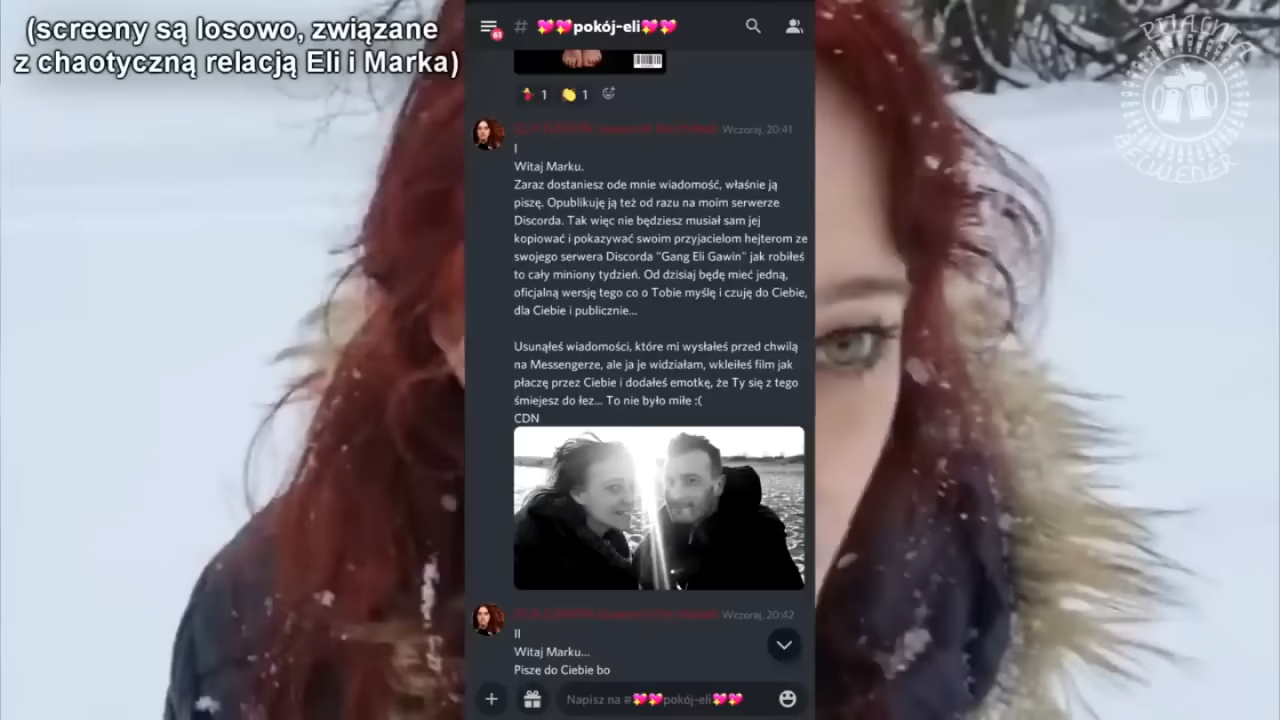 (screeny są losowo, związane
z chaotyczną relacją Eli i Marka)
61
# 💖💖pokój-eli💖💖
1 1
Wczoraj, 20:41
I
Witaj Marku.
Zaraz dostaniesz ode mnie wiadomość, właśnie ją
piszę. Opublikuję ją też od razu na moim serwerze
Discorda. Tak więc nie będziesz musiał sam jej
kopiować i pokazywać swoim przyjacielom hejterom ze
swojego serwera Discorda "Gang Eli Gawin" jak robiłeś
to cały miniony tydzień. Od dzisiaj będę mieć jedną,
oficjalną wersję tego co o Tobie myślę i czuję do Ciebie,
dla Ciebie i publicznie...
Usunąłeś wiadomości, które mi wysłałeś przed chwilą
na Messengerze, ale ja je widziałam, wkleiłeś film jak
płaczę przez Ciebie i dodałeś emotkę, że Ty się z tego
śmiejesz do łez... To nie było miłe :(
CDN
Wczoraj, 20:42
II
Witaj Marku...
Piszę do Ciebie bo
Napisz na #💖💖pokój-eli💖💖